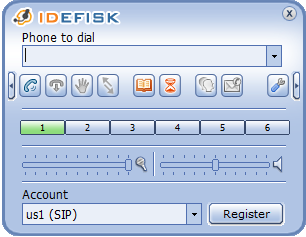 IDEFISK
Phone to dial
1 2 3 4 5 6
Account
us1 (SIP) Register